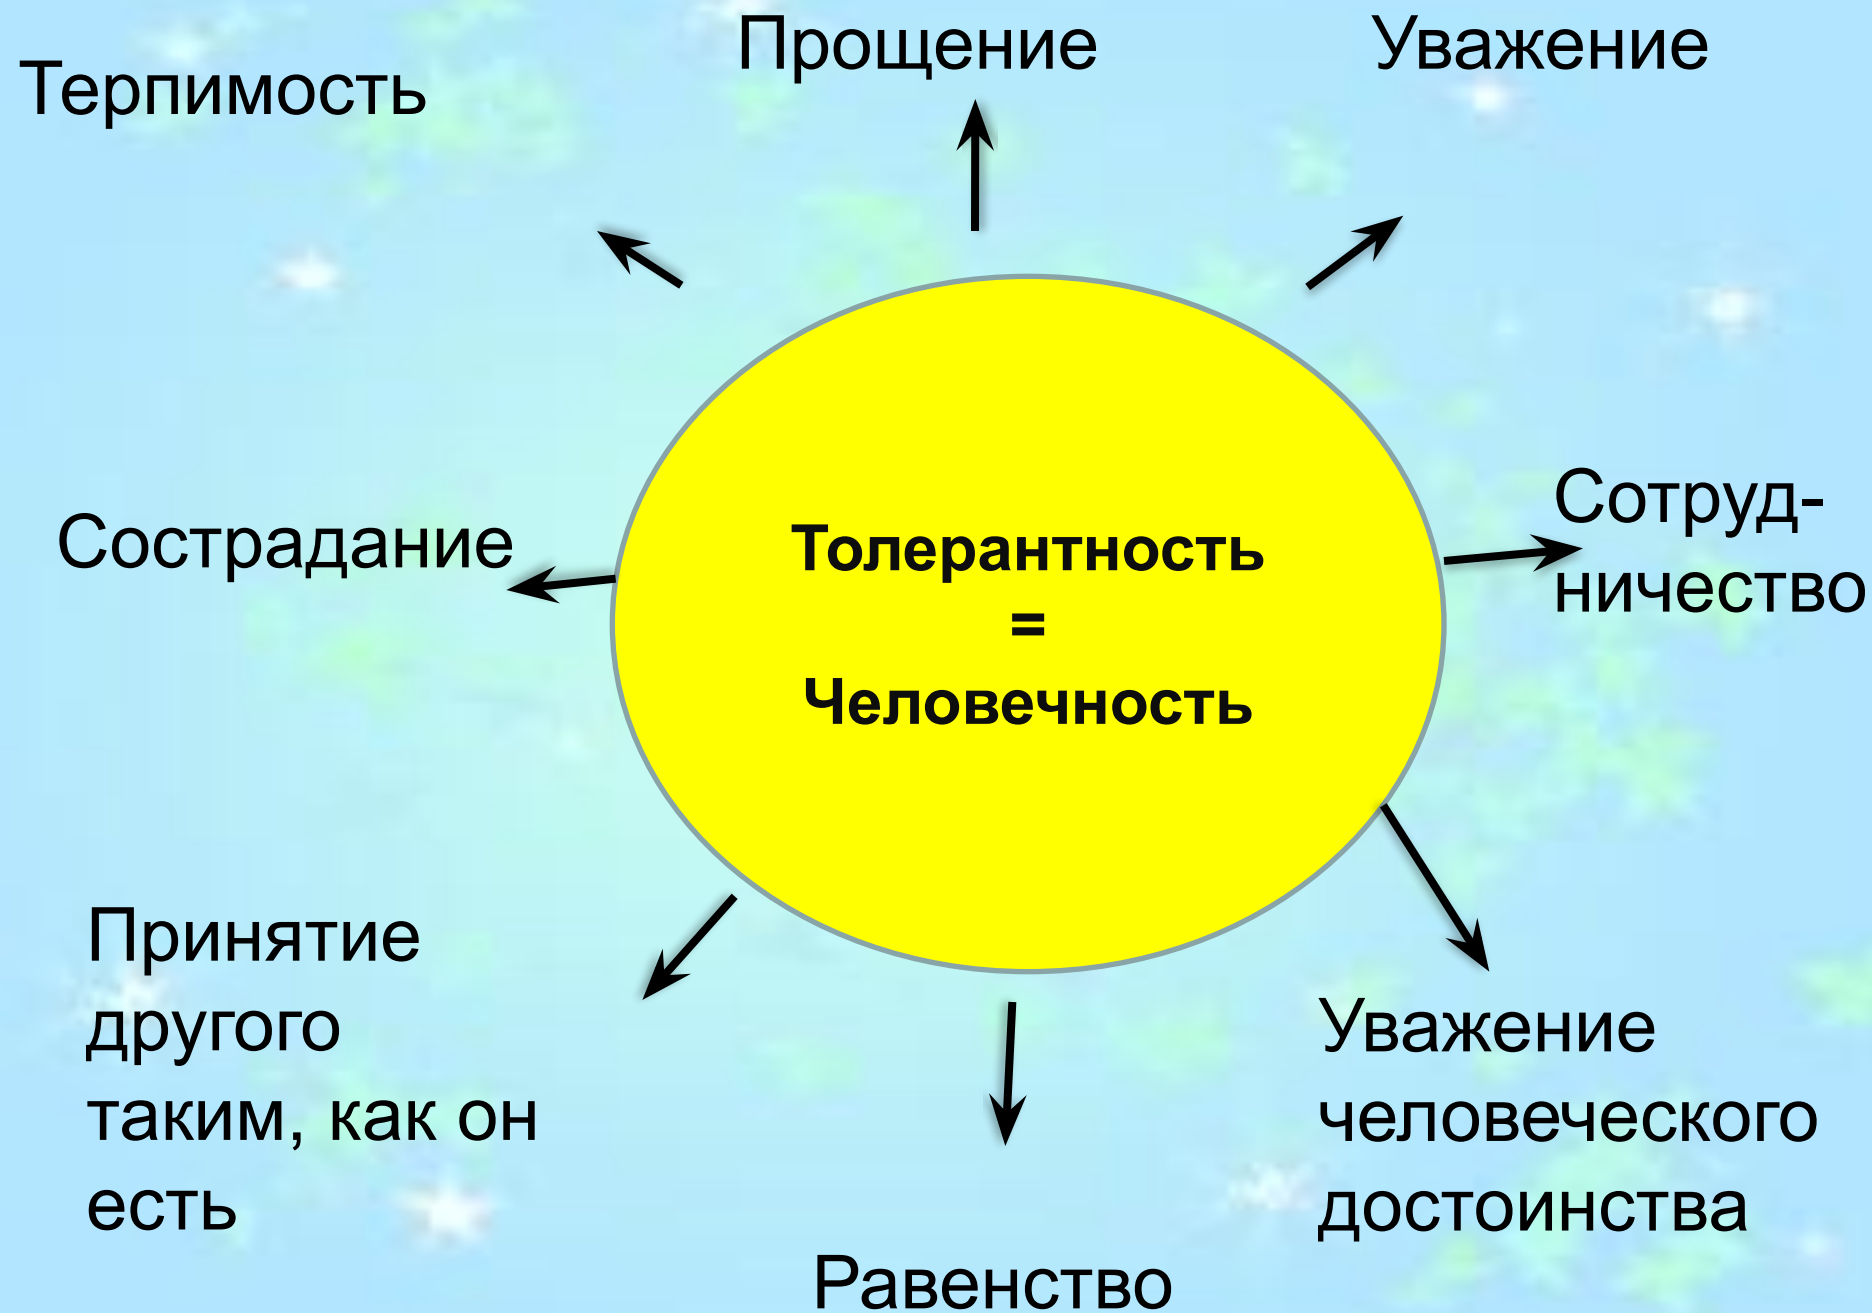 Прощение
Уважение
Терпимость
Сострадание
Толерантность
=
Человечность
Сотруд-
ничество
Принятие
другого
таким, как он
есть
Уважение
человеческого
достоинства
Равенство